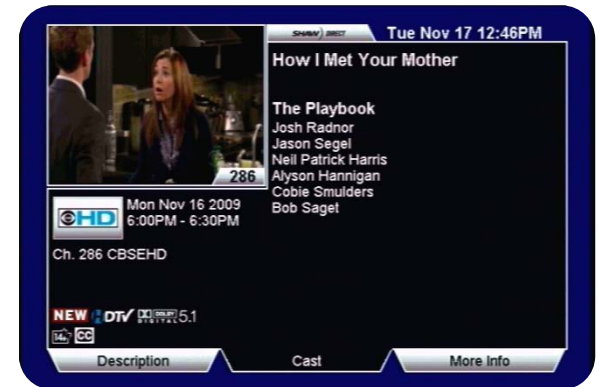 SHAW) DIRECT
Tue Nov 17 12:46PM
How I Met Your Mother
The Playbook
Josh Radnor
Jason Segel
Neil Patrick Harris
Alyson Hannigan
Cobie Smulders
Bob Saget
286
HD
Mon Nov 16 2009
6:00PM - 6:30PM
Ch. 286 CBSEHD
NEW HDTV DOLBY DIGITAL 5.1
14+ CC
Description
Cast
More Info